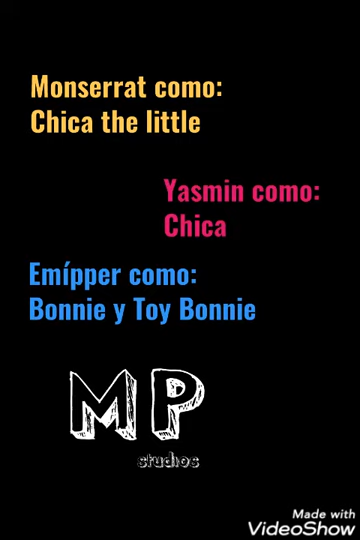 Monserrat como:
Chica the little
Yasmin como:
Chica
Emípper como:
Bonnie y Toy Bonnie
MP
studios
Made with
VideoShow